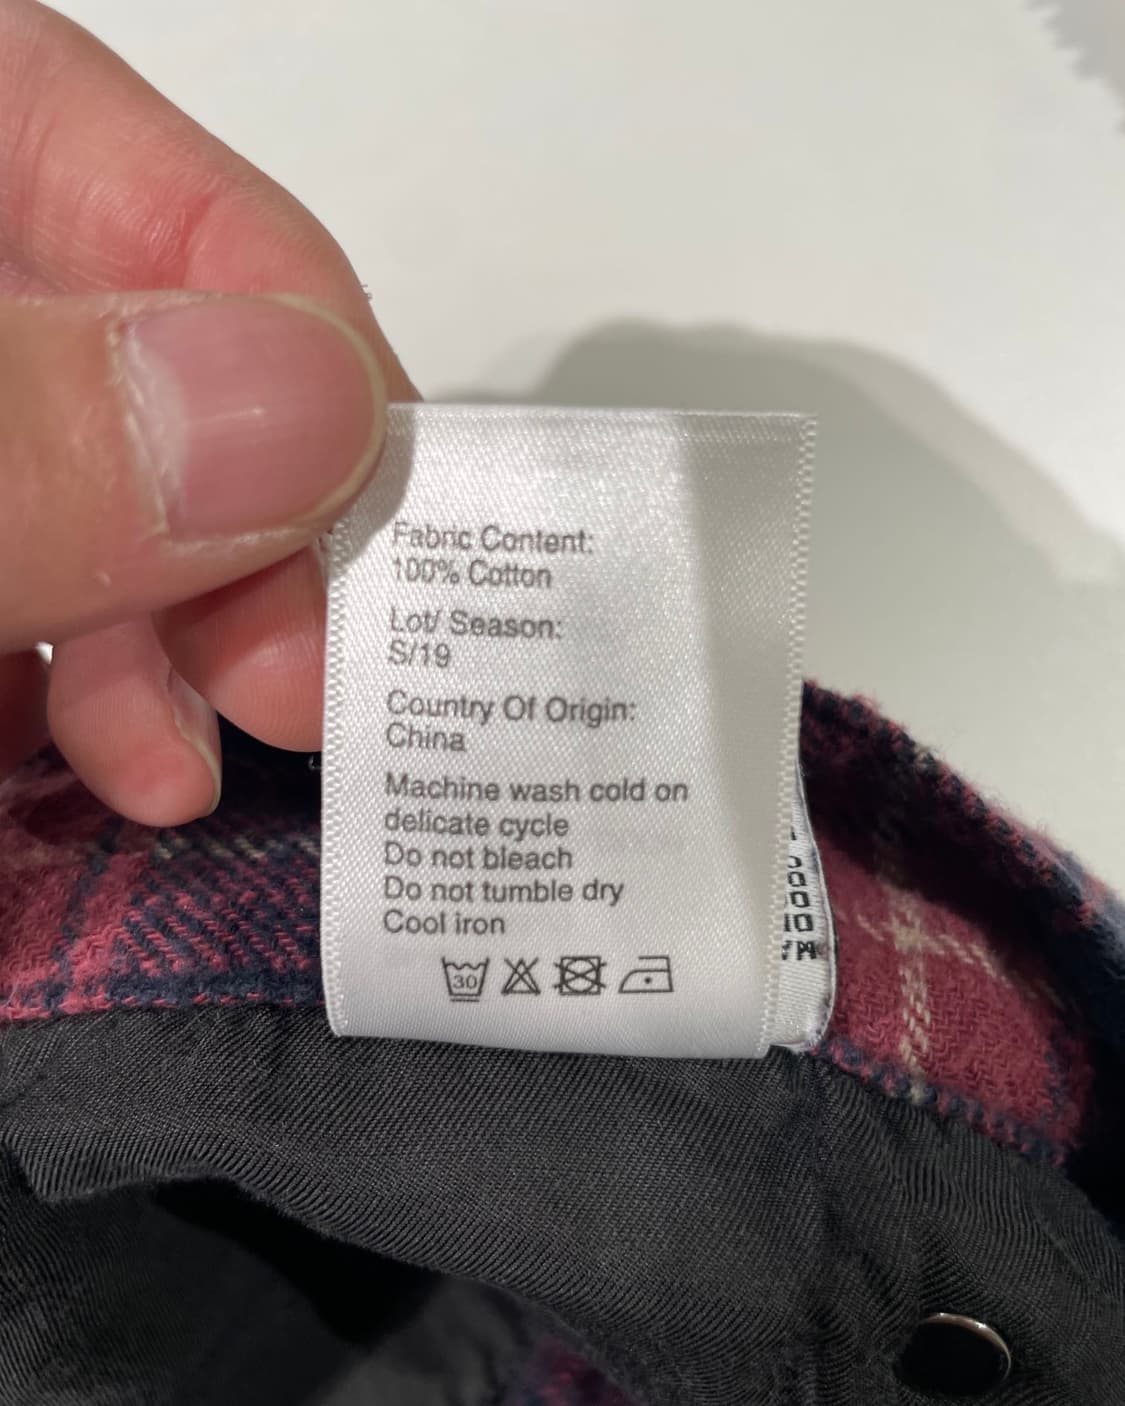 Fabric Content:
100% Cotton
Lot/ Season:
S/19
Country Of Origin:
China
Machine wash cold on
delicate cycle
Do not bleach
Do not tumble dry
Cool iron
30